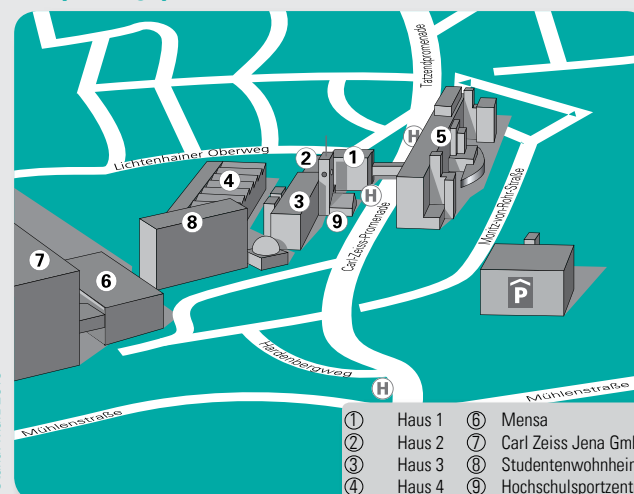 Tatzendpromenade
H
5
Lichtenhainer Oberweg
2
1
4
H
3
9
8
Carl-Zeiss-Promenade
Moritz-von-Rohr-Straße
7
6
P
Hardenbergweg
H
Mühlenstraße
Mühlenstraße
① Haus 1 ⑥ Mensa
② Haus 2 ⑦ Carl Zeiss Jena
③ Haus 3 ⑧ Studentenwohnheim
④ Haus 4 ⑨